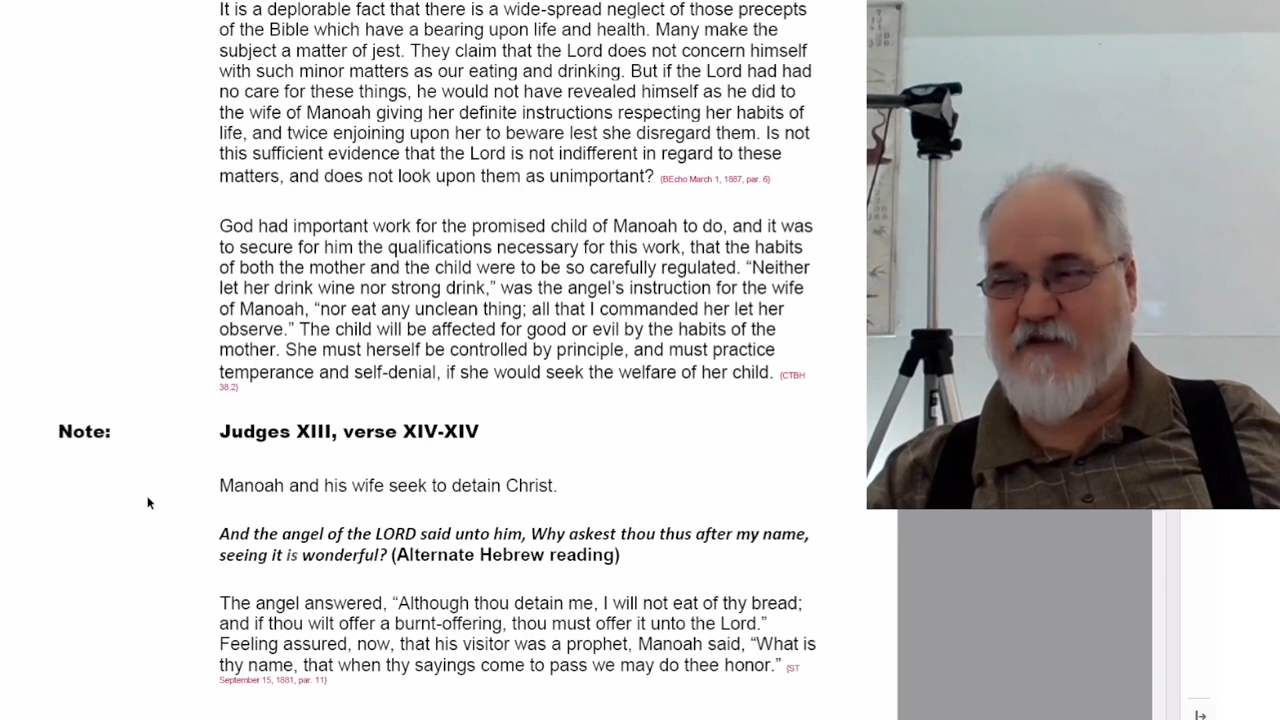 It is a deplorable fact that there is a wide-spread neglect of those precepts
of the Bible which have a bearing upon life and health. Many make the
subject a matter of jest. They claim that the Lord does not concern himself
with such minor matters as our eating and drinking. But if the Lord had had
no care for these things, he would not have revealed himself as he did to
the wife of Manoah giving her definite instructions respecting her habits of
life, and twice enjoining upon her to beware lest she disregard them. Is not
this sufficient evidence that the Lord is not indifferent in regard to these
matters, and does not look upon them as unimportant? {BEcho March 1, 1887, par. 6}
God had important work for the promised child of Manoah to do, and it was
to secure for him the qualifications necessary for this work, that the habits
of both the mother and the child were to be so carefully regulated. “Neither
let her drink wine nor strong drink,” was the angel’s instruction for the wife
of Manoah, “nor eat any unclean thing; all that I commanded her let her
observe.” The child will be affected for good or evil by the habits of the
mother. She must herself be controlled by principle, and must practice
temperance and self-denial, if she would seek the welfare of her child. {CTBH
38.2}
Note: Judges XIII, verse XIV-XIV
Manoah and his wife seek to detain Christ.
And the angel of the LORD said unto him, Why askest thou thus after my name,
seeing it is wonderful? (Alternate Hebrew reading)
The angel answered, “Although thou detain me, I will not eat of thy bread;
and if thou wilt offer a burnt-offering, thou must offer it unto the Lord.”
Feeling assured, now, that his visitor was a prophet, Manoah said, “What is
thy name, that when thy sayings come to pass we may do thee honor.” {ST
September 15, 1881, par. 11}